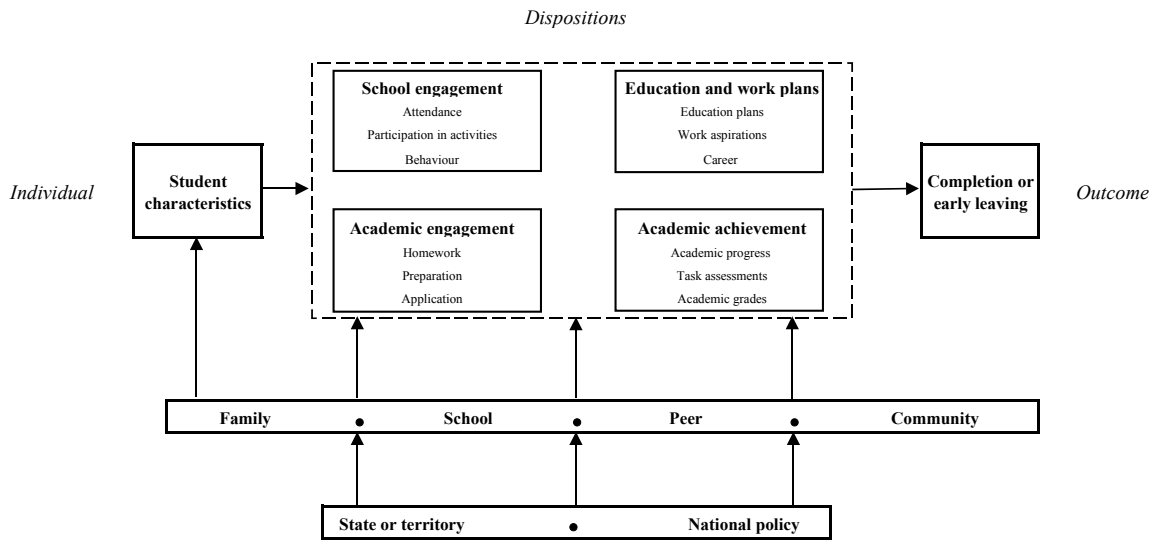 Dispositions
School engagement
Attendance
Participation in activities
Behaviour
Education and work plans
Education plans
Work aspirations
Career
Individual
Student
characteristics
Completion or
early leaving
Outcome
Academic engagement
Homework
Preparation
Application
Academic achievement
Academic progress
Task assessments
Academic grades
Family • School • Peer • Community
State or territory • National policy